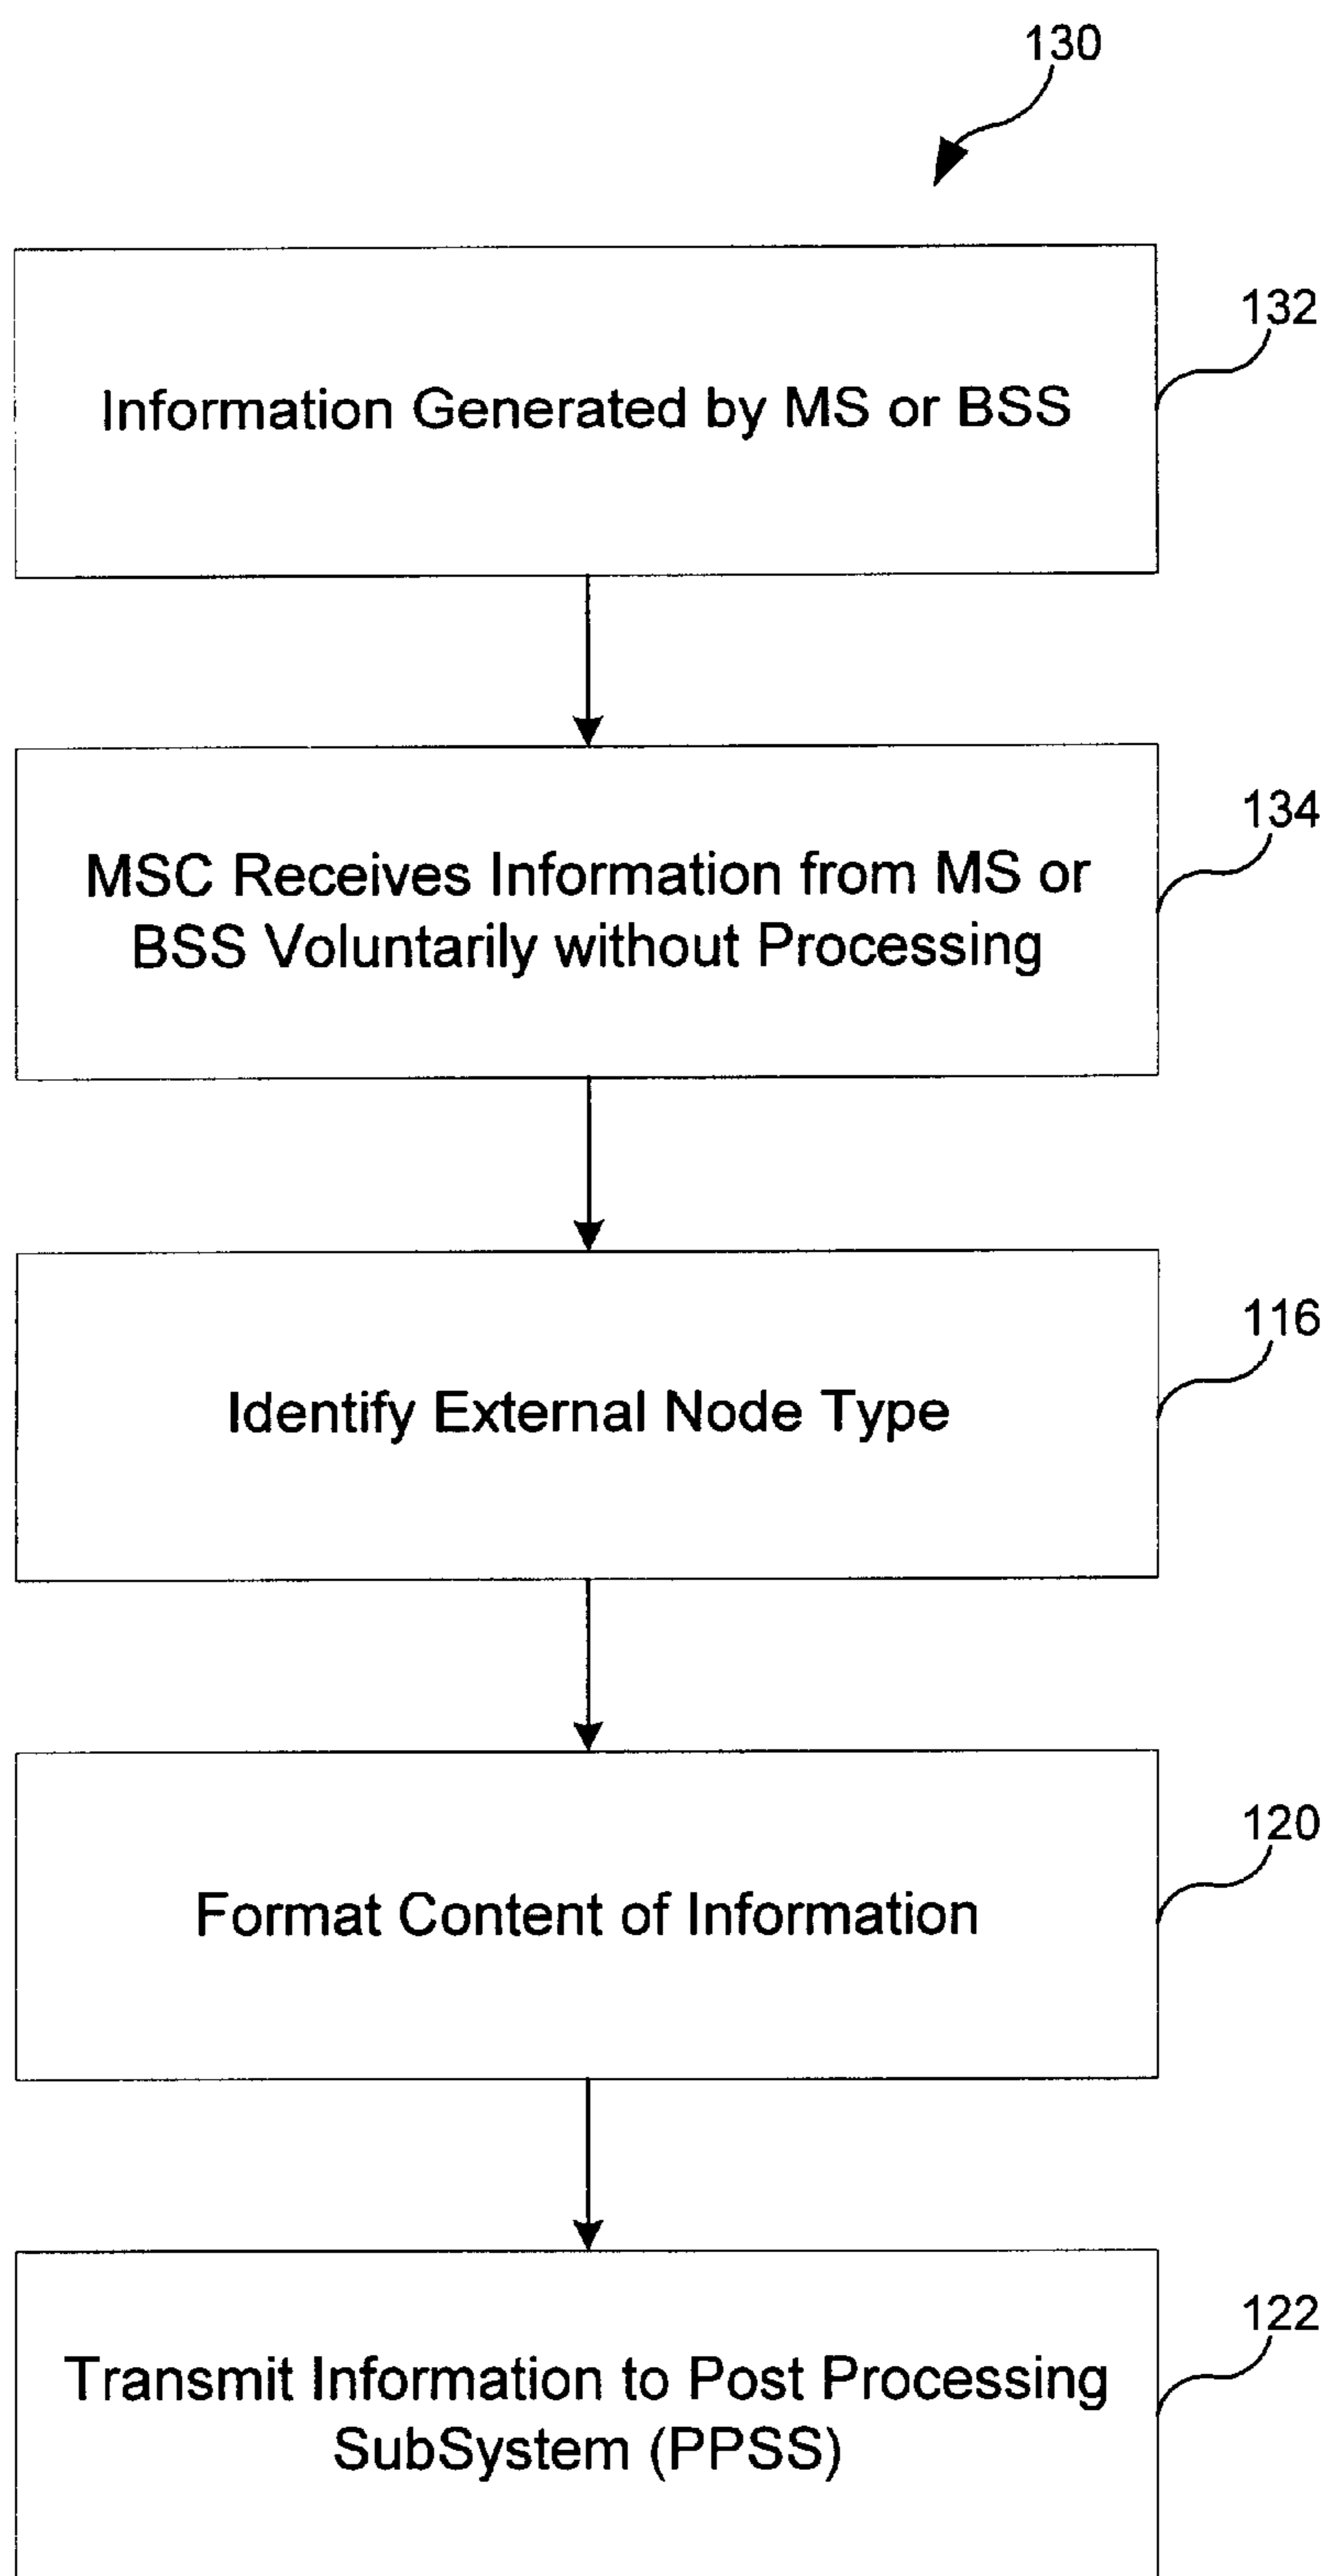 130
132
Information Generated by MS or BSS
134
MSC Receives Information from MS or
BSS Voluntarily without Processing
116
Identify External Node Type
120
Format Content of Information
122
Transmit Information to Post Processing
SubSystem (PPSS)